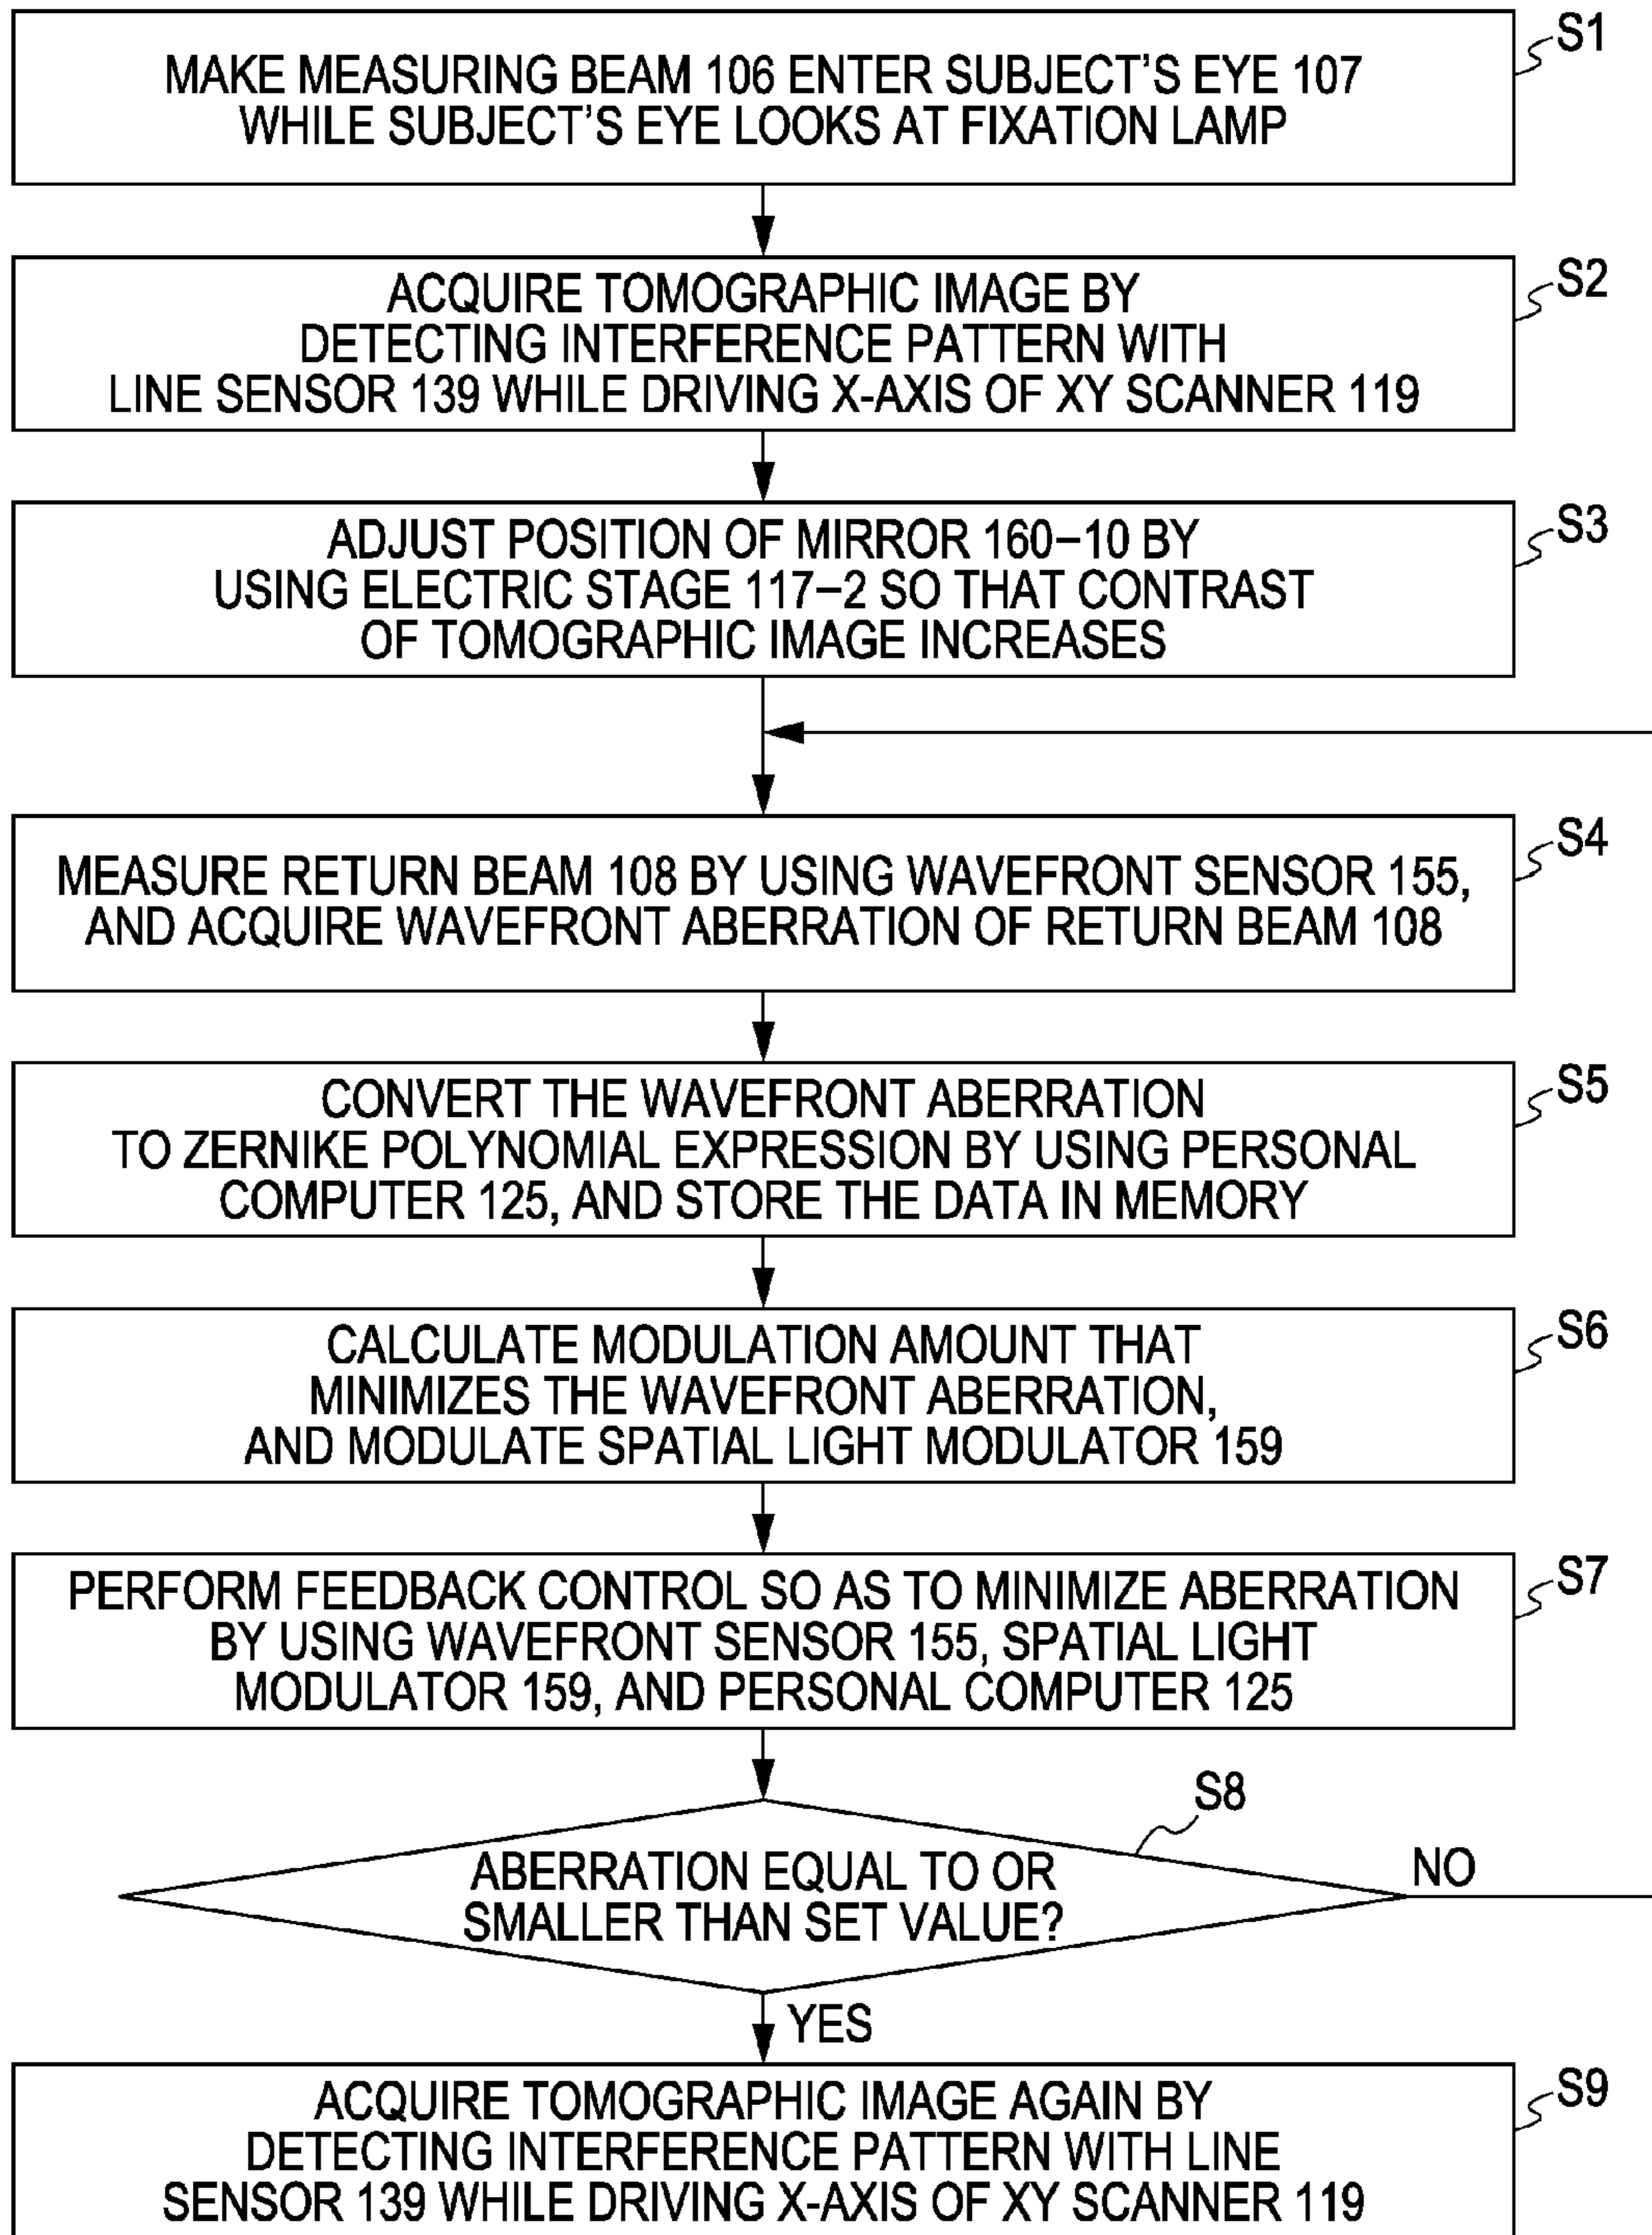 S1
MAKE MEASURING BEAM 106 ENTER SUBJECT'S EYE 107
WHILE SUBJECT'S EYE LOOKS AT FIXATION LAMP
S2
ACQUIRE TOMOGRAPHIC IMAGE BY
DETECTING INTERFERENCE PATTERN WITH
LINE SENSOR 139 WHILE DRIVING X-AXIS OF XY SCANNER 119
S3
ADJUST POSITION OF MIRROR 160–10 BY
USING ELECTRIC STAGE 117–2 SO THAT CONTRAST
OF TOMOGRAPHIC IMAGE INCREASES
S4
MEASURE RETURN BEAM 108 BY USING WAVEFRONT SENSOR 155,
AND ACQUIRE WAVEFRONT ABERRATION OF RETURN BEAM 108
S5
CONVERT THE WAVEFRONT ABERRATION
TO ZERNIKE POLYNOMIAL EXPRESSION BY USING PERSONAL
COMPUTER 125, AND STORE THE DATA IN MEMORY
S6
CALCULATE MODULATION AMOUNT THAT
MINIMIZES THE WAVEFRONT ABERRATION,
AND MODULATE SPATIAL LIGHT MODULATOR 159
S7
PERFORM FEEDBACK CONTROL SO AS TO MINIMIZE ABERRATION
BY USING WAVEFRONT SENSOR 155, SPATIAL LIGHT
MODULATOR 159, AND PERSONAL COMPUTER 125
S8
ABERRATION EQUAL TO OR
SMALLER THAN SET VALUE?
NO
YES
S9
ACQUIRE TOMOGRAPHIC IMAGE AGAIN BY
DETECTING INTERFERENCE PATTERN WITH LINE
SENSOR 139 WHILE DRIVING X-AXIS OF XY SCANNER 119